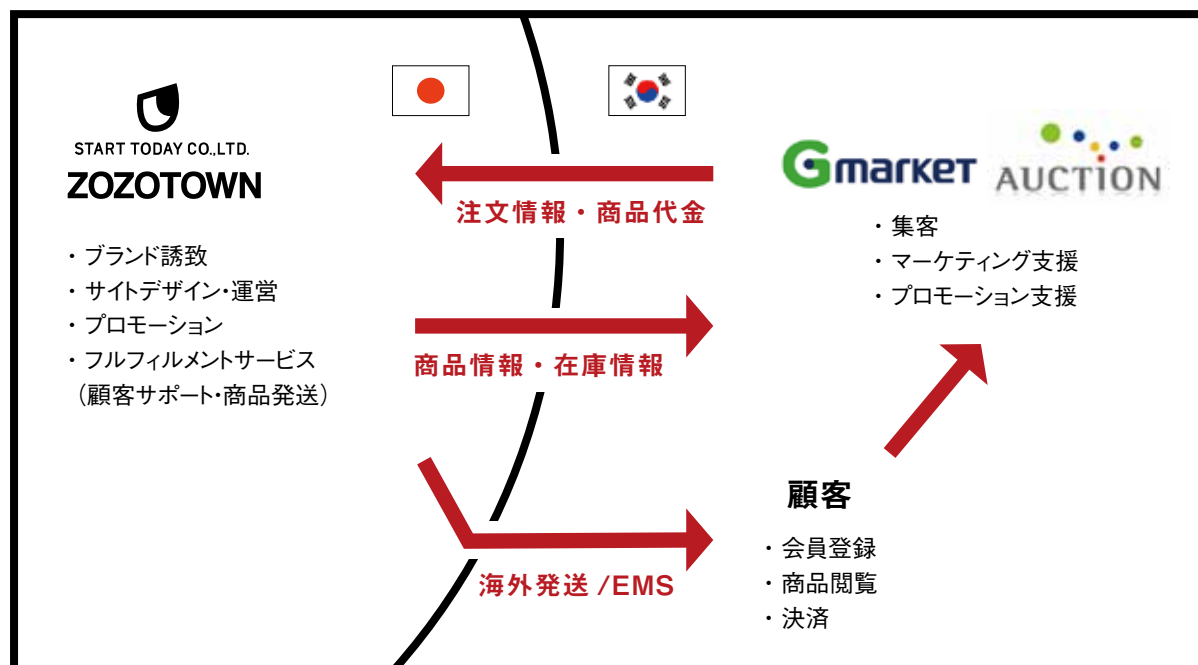 START TODAY CO.,LTD.
ZOZOTOWN
・ ブランド誘致
・ サイトデザイン・運営
・ プロモーション
・ フルフィルメントサービス
（顧客サポート・商品発送）
注文情報・商品代金
商品情報・在庫情報
海外発送 /EMS
Gmarket
AUCTION
・ 集客
・ マーケティング支援
・ プロモーション支援
顧客
・ 会員登録
・ 商品閲覧
・ 決済